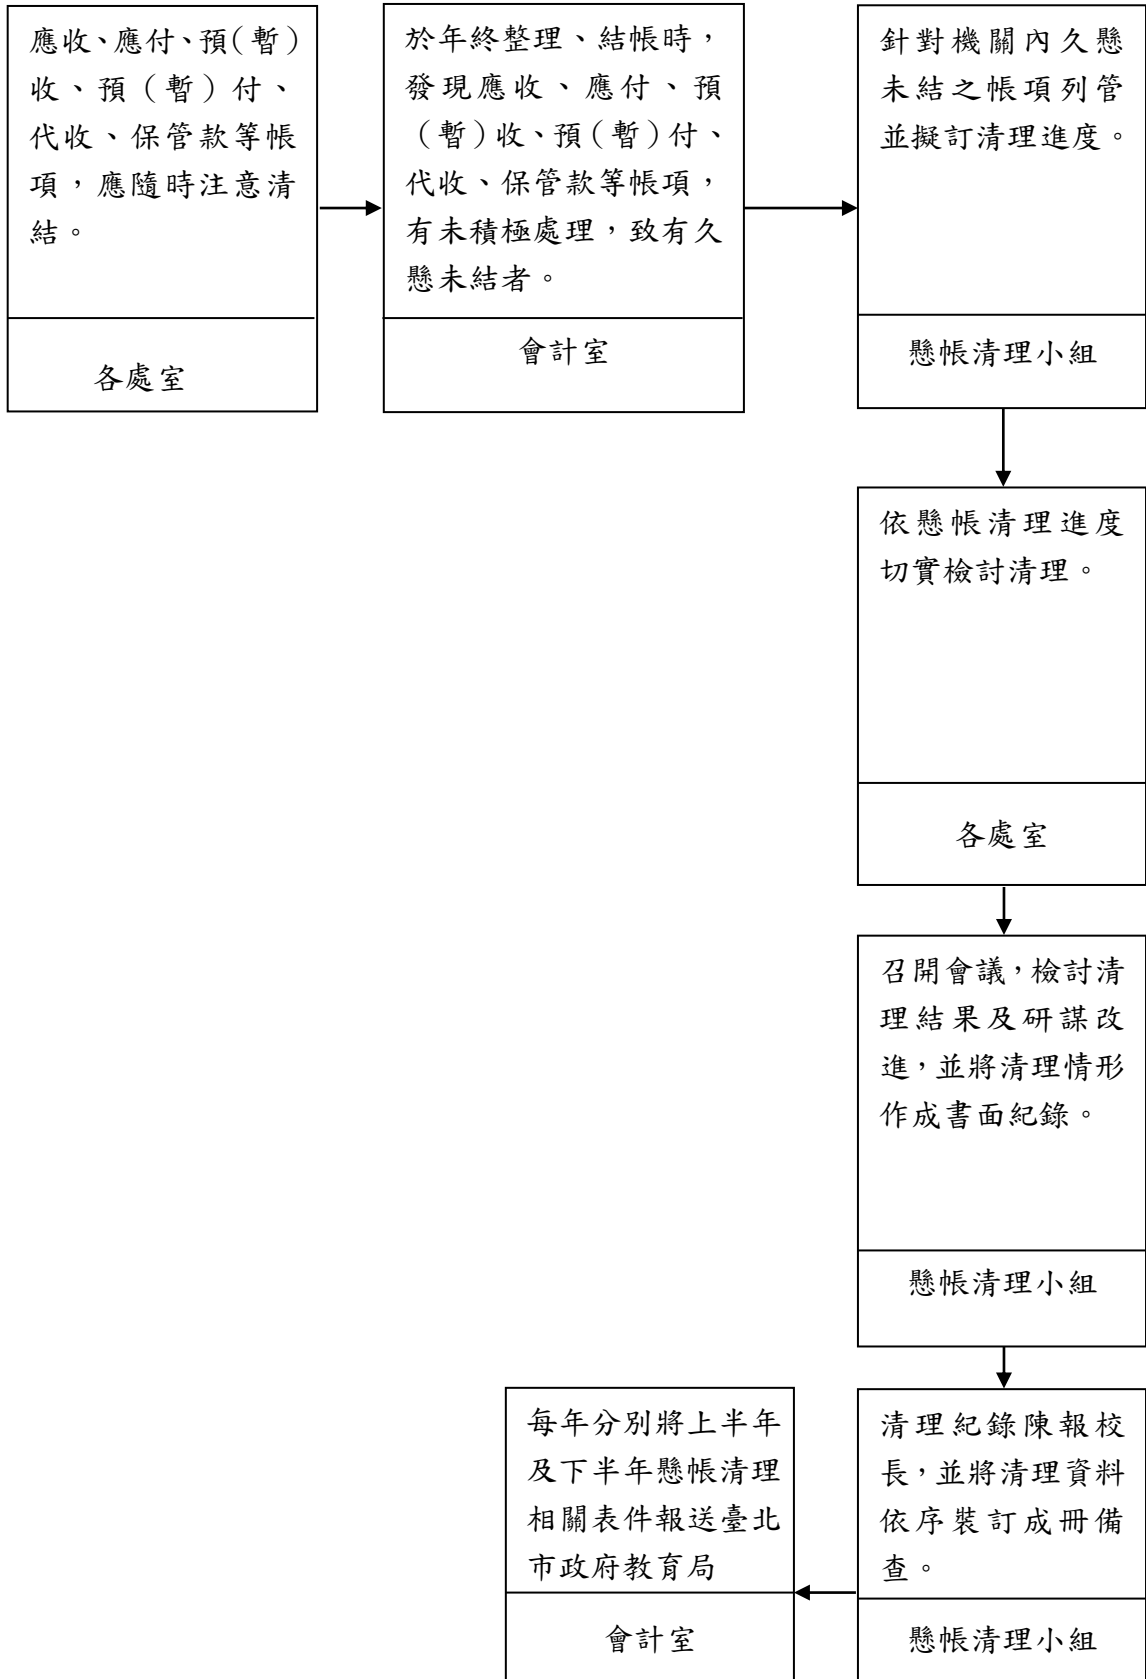 應收、應付、預(暫)
收、預(暫)付、
代收、保管款等帳
項，應隨時注意清
結。
各處室
於年終整理、結帳時，
發現應收、應付、預
(暫)收、預(暫)付、
代收、保管款等帳項，
有未積極處理，致有久
懸未結者。
會計室
針對機關內久懸
未結之帳項列管
並擬訂清理進度。
懸帳清理小組
依懸帳清理進度
切實檢討清理。
各處室
召開會議，檢討清
理結果及研謀改
進，並將清理情形
作成書面紀錄。
懸帳清理小組
清理紀錄陳報校
長，並將清理資料
依序裝訂成冊備
查。
懸帳清理小組
每年分別將上半年
及下半年懸帳清理
相關表件報送臺北
市政府教育局
會計室